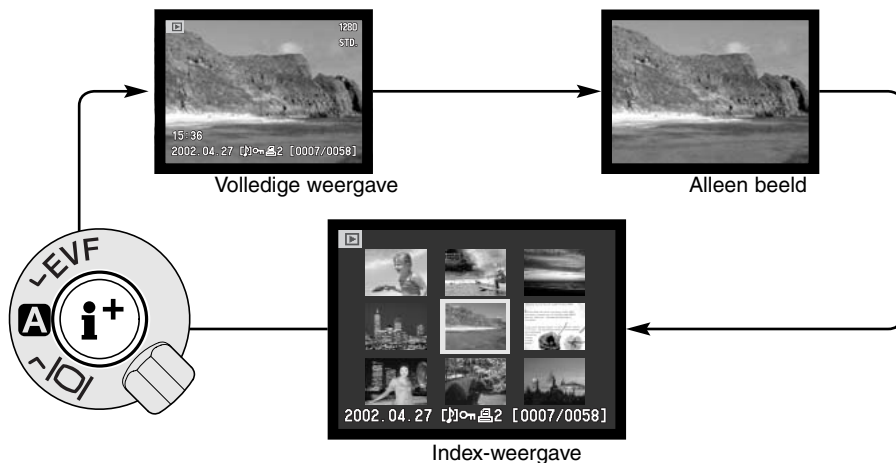 1280
STD.
15:36
2002.04.27 2 [0007/0058]
Volledige weergave
Alleen beeld
EVF
A
i+
2002.04.27 2 [0007/0058]
Index-weergave